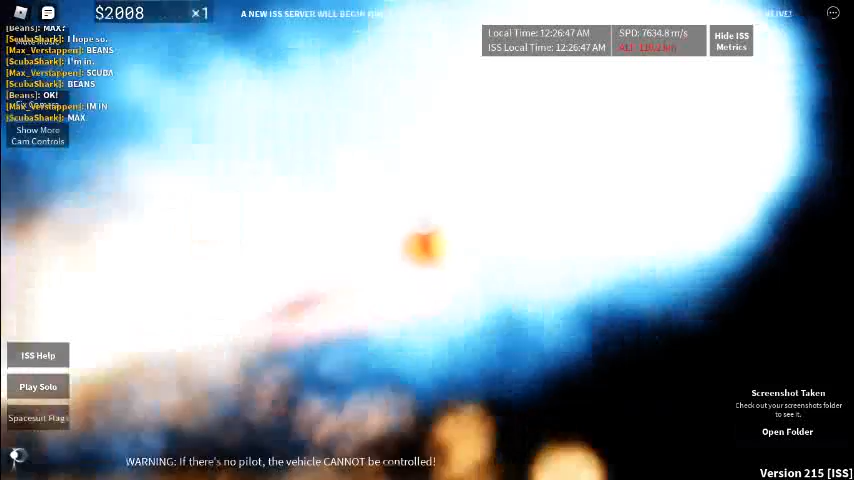 $2008 ×1
A NEW ISS SERVER WILL BEGIN
Local Time: 12:26:47 AM
ISS Local Time: 12:26:47 AM
SPD: 7634.8 m/s
Hide ISS
Metrics
[Beans]: MAX?
[ScubaShark]: I hope so.
[Max_Verstappen]: BEANS
[ScubaShark]: I'm in.
[Max_Verstappen]: SCUBA
[ScubaShark]: BEANS
[Beans]: OK!
[Max_Verstappen]: IM IN
[ScubaShark]: MAX
Show More
Cam Controls
ISS Help
Play Solo
Spacesuit Flag
WARNING: If there's no pilot, the vehicle CANNOT be controlled!
Screenshot Taken
Check out your screenshots folder
to see it.
Open Folder
Version 215 [ISS]